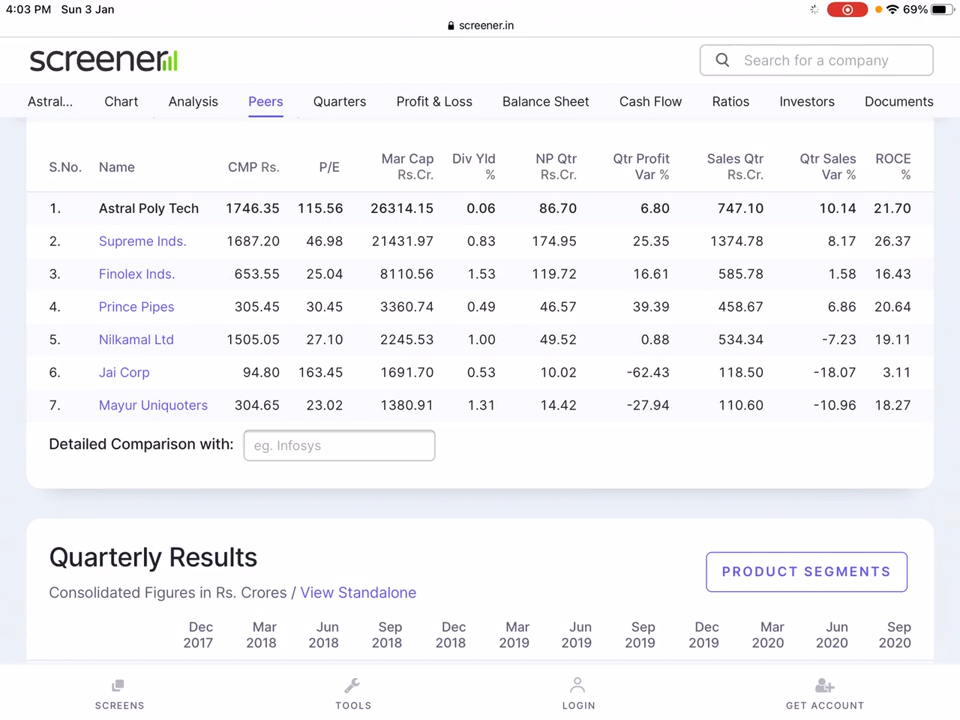 4:03 PM Sun 3 Jan
69%
screener.in
screener
Search for a company
Astral... Chart Analysis Peers Quarters Profit & Loss Balance Sheet Cash Flow Ratios Investors Documents
S.No. Name CMP Rs. P/E Mar Cap Rs.Cr. Div Yld % NP Qtr Rs.Cr. Qtr Profit Var % Sales Qtr Rs.Cr. Qtr Sales Var % ROCE %
1. Astral Poly Tech 1746.35 115.56 26314.15 0.06 86.70 6.80 747.10 10.14 21.70
2. Supreme Inds. 1687.20 46.98 21431.97 0.83 174.95 25.35 1374.78 8.17 26.37
3. Finolex Inds. 653.55 25.04 8110.56 1.53 119.72 16.61 585.78 1.58 16.43
4. Prince Pipes 305.45 30.45 3360.74 0.49 46.57 39.39 458.67 6.86 20.64
5. Nilkamal Ltd 1505.05 27.10 2245.53 1.00 49.52 0.88 534.34 -7.23 19.11
6. Jai Corp 94.80 163.45 1691.70 0.53 10.02 -62.43 118.50 -18.07 3.11
7. Mayur Uniquoters 304.65 23.02 1380.91 1.31 14.42 -27.94 110.60 -10.96 18.27
Detailed Comparison with: eg. Infosys
Quarterly Results
PRODUCT SEGMENTS
Consolidated Figures in Rs. Crores / View Standalone
Dec 2017 Mar 2018 Jun 2018 Sep 2018 Dec 2018 Mar 2019 Jun 2019 Sep 2019 Dec 2019 Mar 2020 Jun 2020 Sep 2020
SCREENS TOOLS LOGIN GET ACCOUNT